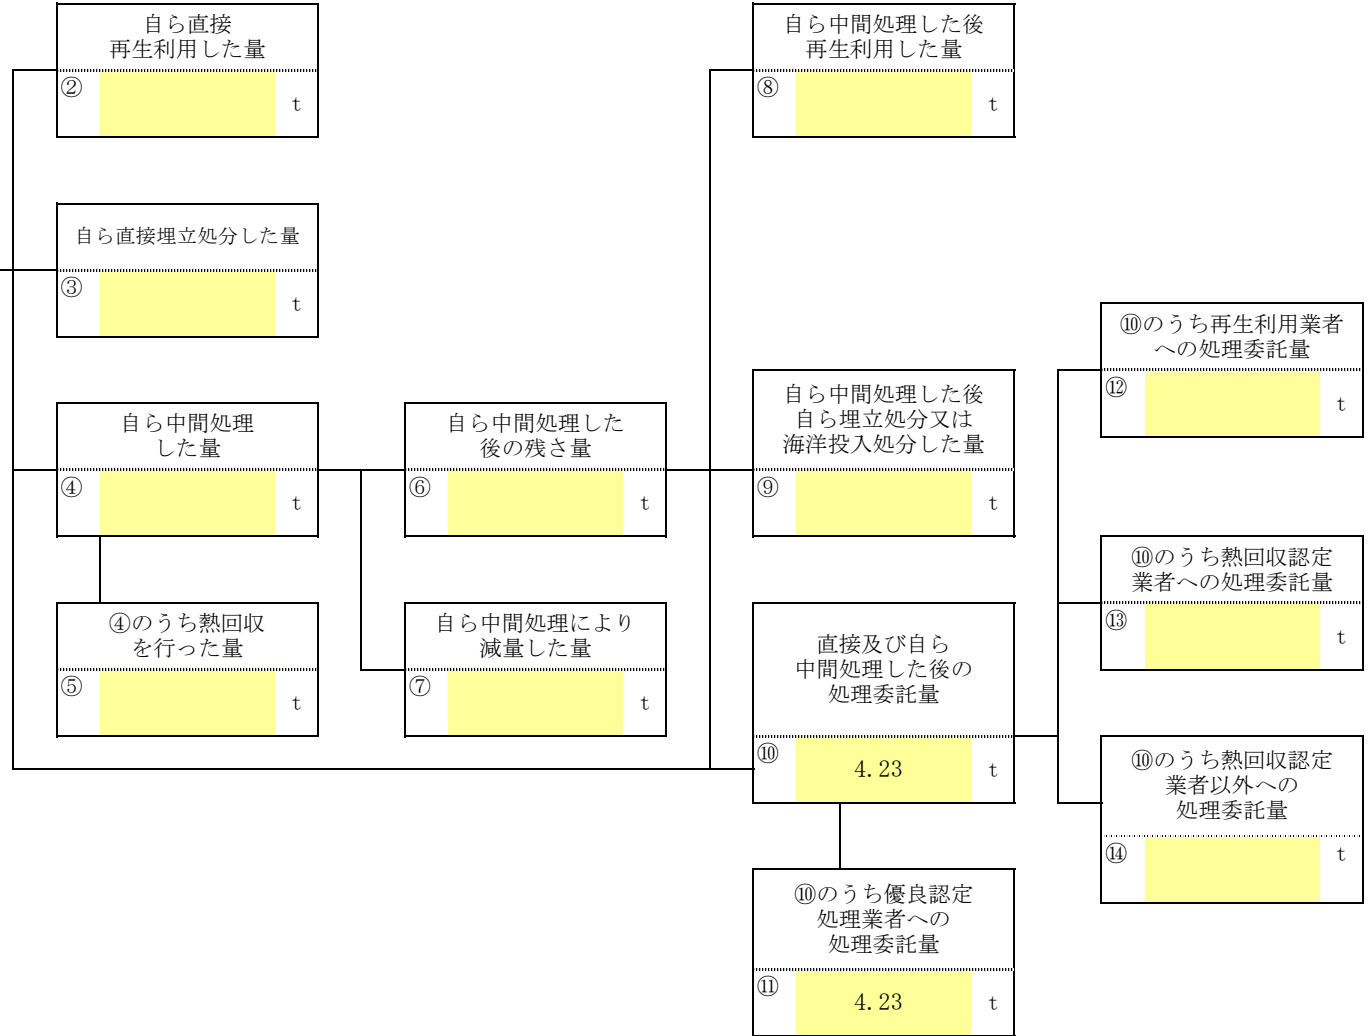 自ら直接
再生利用した量
②
t
自ら中間処理した後
再生利用した量
⑧
t
自ら直接埋立処分した量
③
t
⑩のうち再生利用業者
への処理委託量
⑫
t
自ら中間処理
した量
④
t
自ら中間処理した
後の残さ量
⑥
t
自ら中間処理した後
自ら埋立処分又は
海洋投入処分した量
⑨
t
⑩のうち熱回収認定
業者への処理委託量
⑬
t
④のうち熱回収
を行った量
⑤
t
自ら中間処理により
減量した量
⑦
t
直接及び自ら
中間処理した後の
処理委託量
⑩
4.23 t
⑩のうち熱回収認定
業者以外への
処理委託量
⑭
t
⑩のうち優良認定
処理業者への
処理委託量
⑪
4.23 t